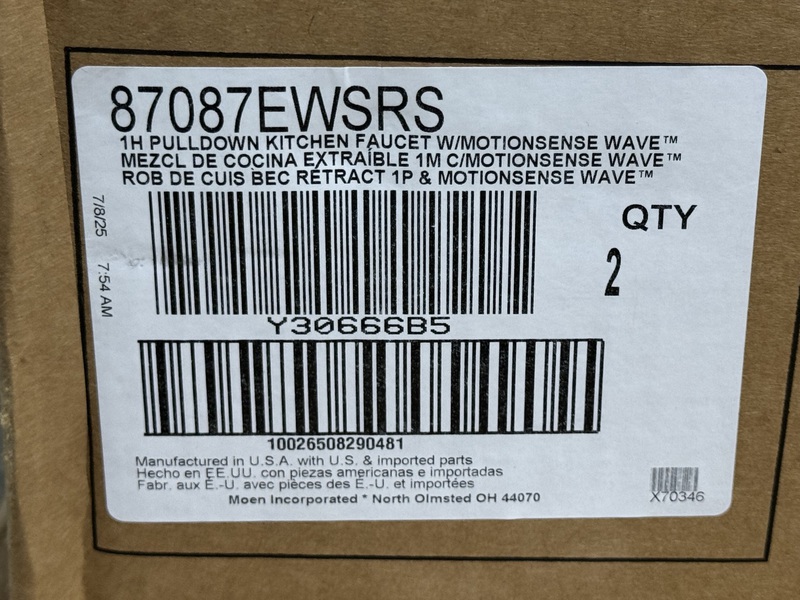 87087EWSRS
1H PULLDOWN KITCHEN FAUCET W/MOTIONSENSE WAVE™
MEZCL DE COCINA EXTRAÍBLE 1M C/MOTIONSENSE WAVE™
ROB DE CUIS BEC RÉTRACT 1P & MOTIONSENSE WAVE™
7/8/25 7:54 AM
QTY
2
Y30666B5
10026508290481
Manufactured in U.S.A. with U.S. & imported parts
Hecho en EE.UU. con piezas americanas e importadas
Fabr. aux É.-U. avec pièces des É.-U. et importées
Moen Incorporated * North Olmsted OH 44070
X70346